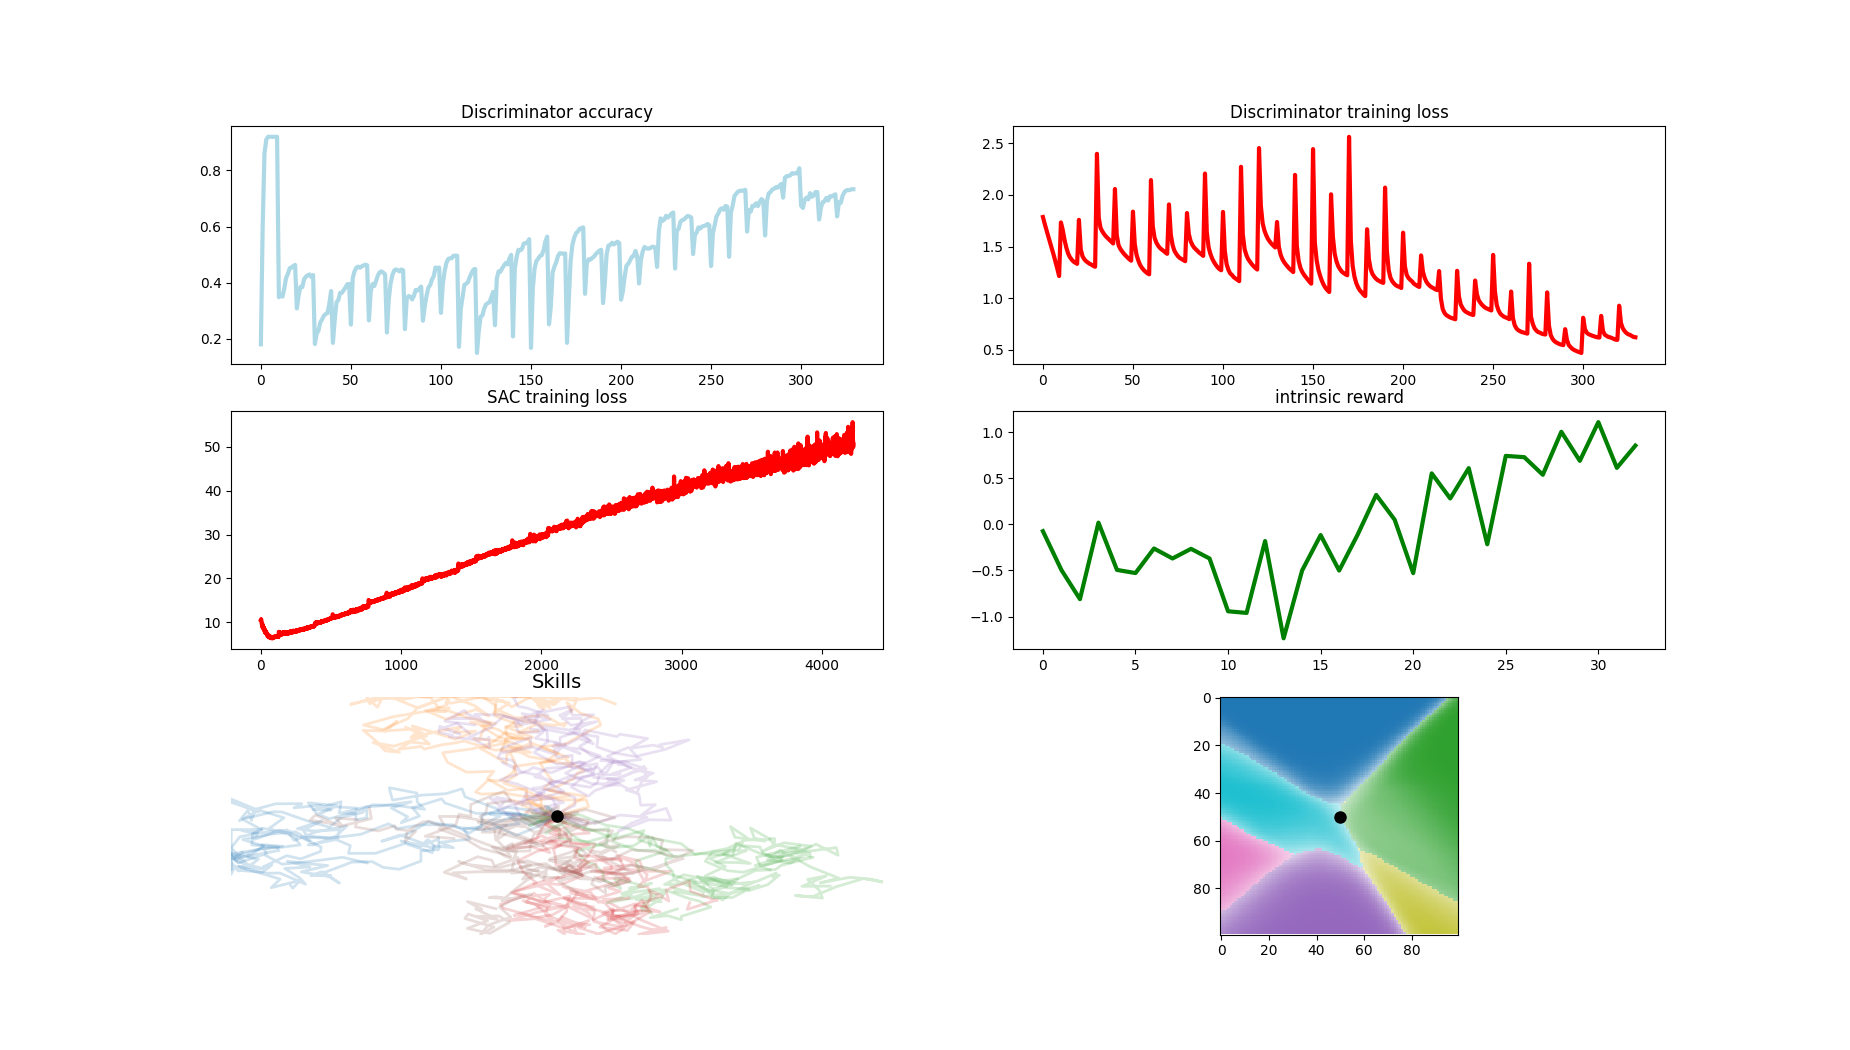 Discriminator accuracy
0.8
0.6
0.4
0.2
0 50 100 150 200 250 300
Discriminator training loss
2.5
2.0
1.5
1.0
0.5
0 50 100 150 200 250 300
SAC training loss
50
40
30
20
10
0 1000 2000 3000 4000
intrinsic reward
1.0
0.5
0.0
−0.5
−1.0
0 5 10 15 20 25 30
Skills
0
20
40
60
80
0 20 40 60 80